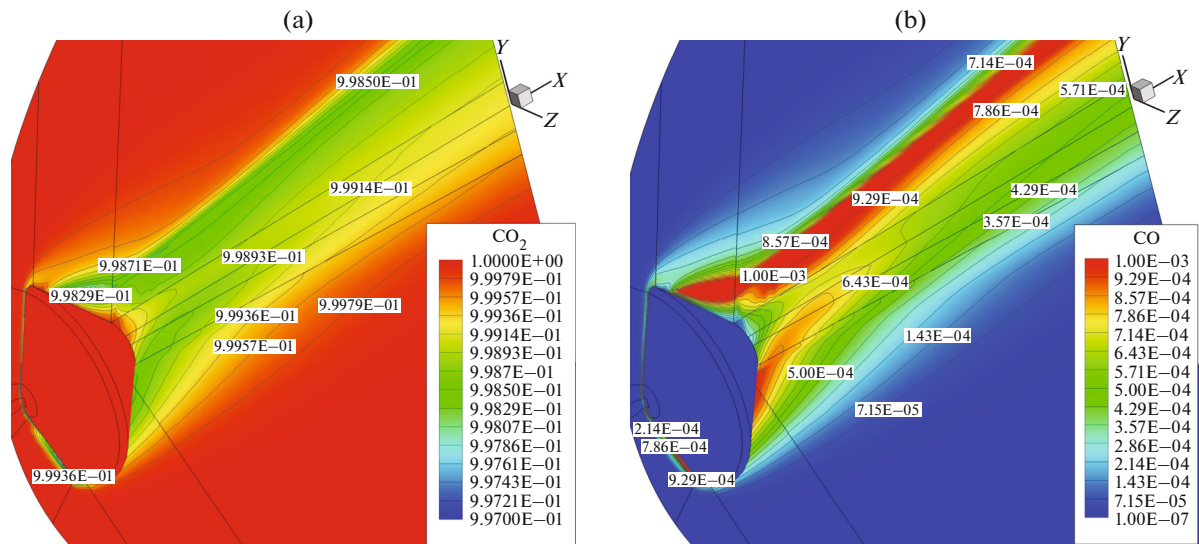 (a)
Y
X
Z
9.9850E−01
9.9914E−01
9.9871E−01
9.9893E−01
9.9829E−01
9.9979E−01
9.9936E−01
9.9957E−01
9.9936E−01
CO2
1.0000E+00
9.9979E−01
9.9957E−01
9.9936E−01
9.9914E−01
9.9893E−01
9.987E−01
9.9850E−01
9.9829E−01
9.9807E−01
9.9786E−01
9.9761E−01
9.9743E−01
9.9721E−01
9.9700E−01
(b)
Y
X
Z
7.14E−04
5.71E−04
7.86E−04
4.29E−04
9.29E−04
3.57E−04
8.57E−04
1.00E−03
6.43E−04
1.43E−04
5.00E−04
7.15E−05
2.14E−04
7.86E−04
9.29E−04
CO
1.00E−03
9.29E−04
8.57E−04
7.86E−04
7.14E−04
6.43E−04
5.71E−04
5.00E−04
4.29E−04
3.57E−04
2.86E−04
2.14E−04
1.43E−04
7.15E−05
1.00E−07